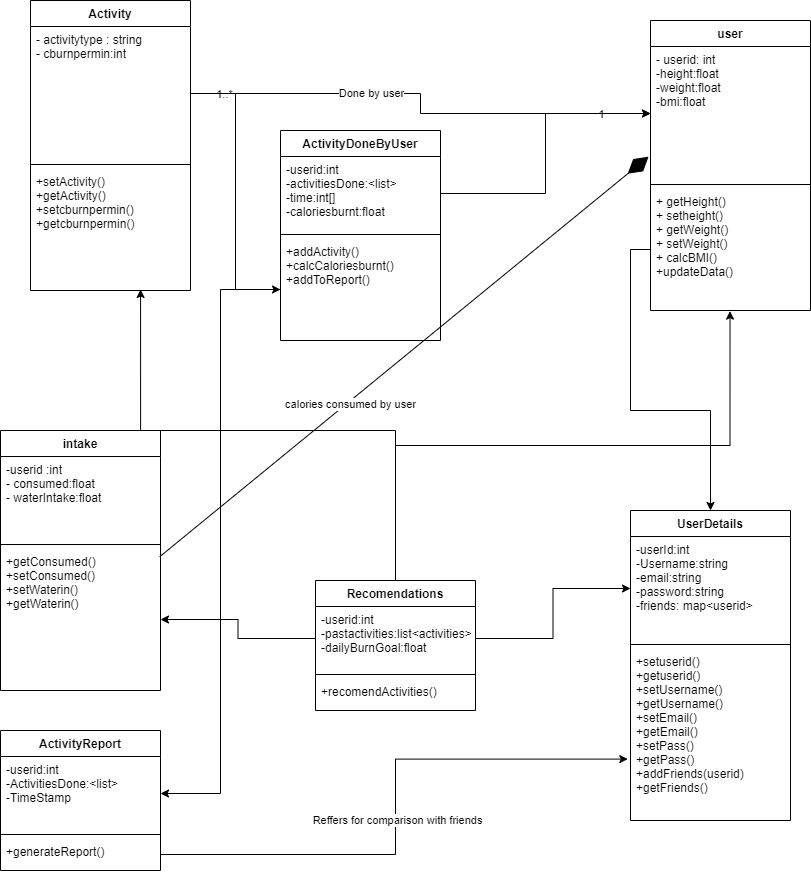 Activity
- activitytype : string
- cburnpermin:int
+setActivity()
+getActivity()
+setcburnpermin()
+getcburnpermin()
1..*
Done by user
1
user
- userid: int
-height:float
-weight:float
-bmi:float
+ getHeight()
+ setheight()
+ getWeight()
+ setWeight()
+ calcBMI()
+updateData()
ActivityDoneByUser
-userid:int
-activitiesDone:<list>
-time:int[]
-caloriesburnt:float
+addActivity()
+calcCaloriesburnt()
+addToReport()
calories consumed by user
intake
-userid :int
- consumed:float
- waterIntake:float
+getConsumed()
+setConsumed()
+setWaterin()
+getWaterin()
Recomendations
-userid:int
-pastactivities:list<activities>
-dailyBurnGoal:float
+recomendActivities()
UserDetails
-userId:int
-Username:string
-email:string
-password:string
-friends: map<userid>
+setuserid()
+getuserid()
+setUsername()
+getUsername()
+setEmail()
+getEmail()
+setPass()
+getPass()
+addFriends(userid)
+getFriends()
ActivityReport
-userid:int
-ActivitiesDone:<list>
-TimeStamp
+generateReport()
Reffers for comparison with friends